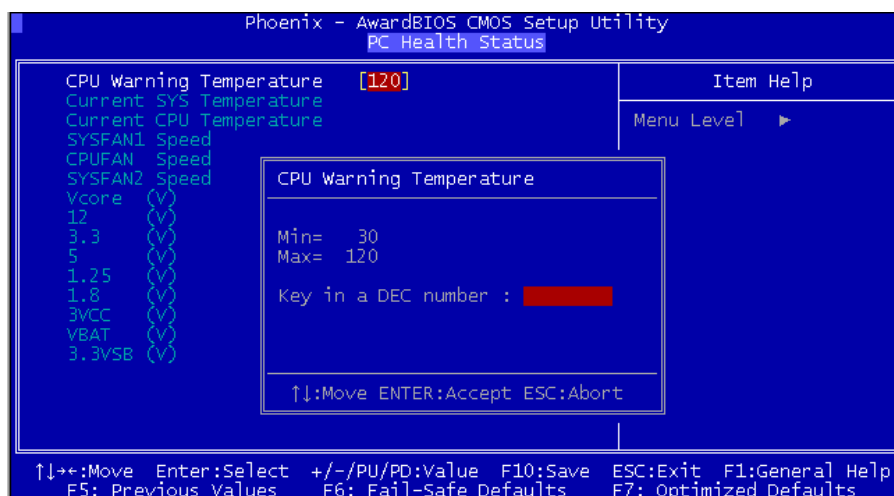 Phoenix - AwardBIOS CMOS Setup Utility
PC Health Status
CPU Warning Temperature [120]
Current SYS Temperature
Current CPU Temperature
SYSFAN1 Speed
CPUFAN Speed
SYSFAN2 Speed
Vcore (V)
12 (V)
3.3 (V)
5 (V)
1.25 (V)
1.8 (V)
3VCC (V)
VBAT (V)
3.3VSB (V)
Item Help
Menu Level ►
CPU Warning Temperature
Min= 30
Max= 120
Key in a DEC number :
↑↓:Move ENTER:Accept ESC:Abort
↑↓→←:Move Enter:Select +/-/PU/PD:Value F10:Save ESC:Exit F1:General Help
F5: Previous Values F6: Fail-Safe Defaults F7: Optimized Defaults